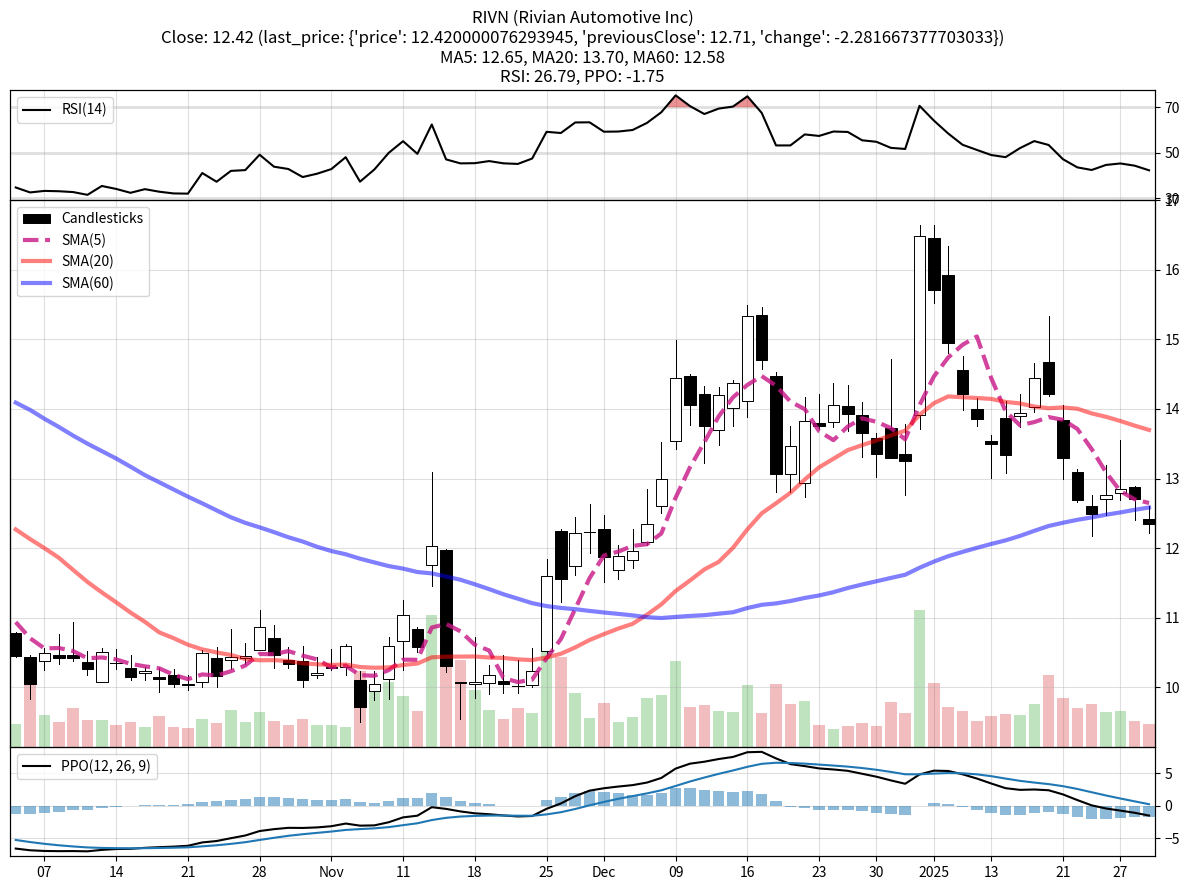 RIVN (Rivian Automotive Inc)
Close: 12.42 (last_price: {'price': 12.420000076293945, 'previousClose': 12.71, 'change': -2.281667377703033})
MA5: 12.65, MA20: 13.70, MA60: 12.58
RSI: 26.79, PPO: -1.75
RSI(14)
70
50
30
17
Candlesticks
SMA(5)
SMA(20)
SMA(60)
16
15
14
13
12
11
10
PPO(12, 26, 9)
5
0
−5
07 14 21 28 Nov 11 18 25 Dec 09 16 23 30 2025 13 21 27